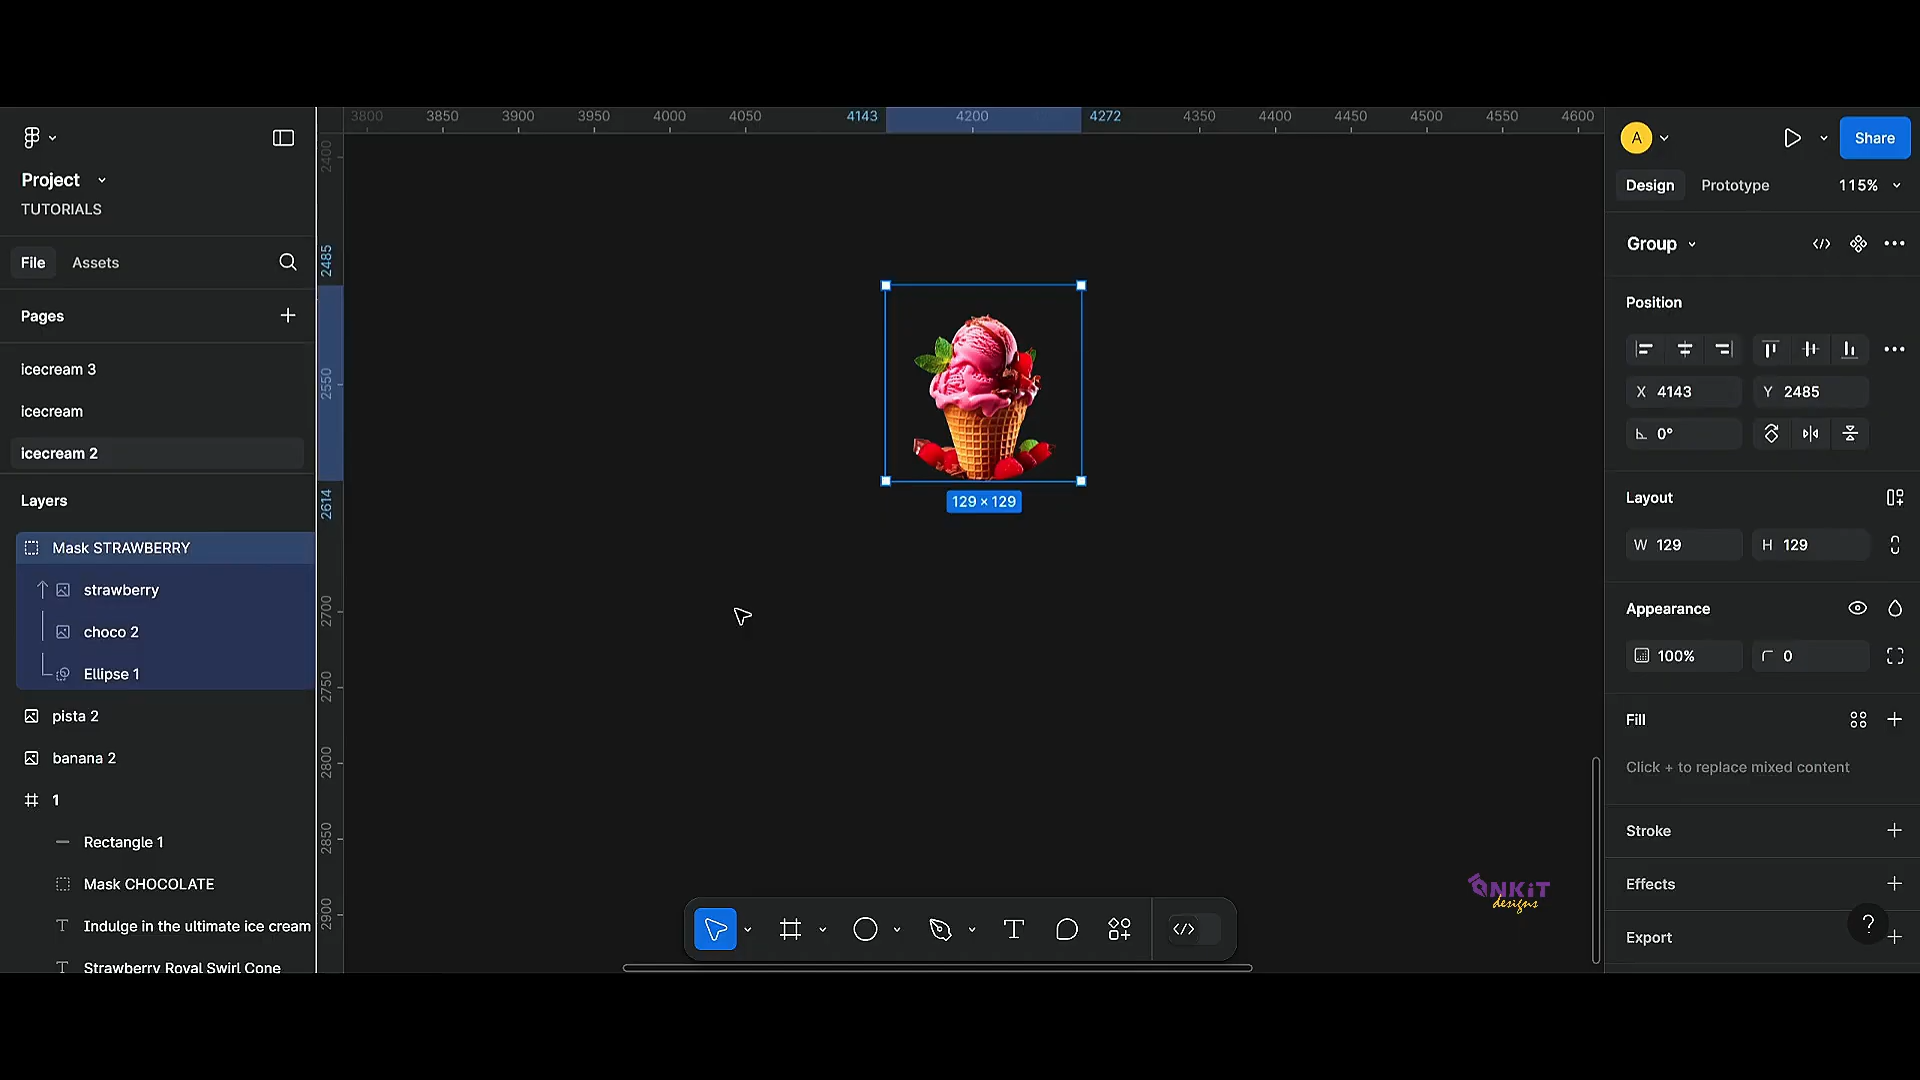 3800 3850 3900 3950 4000 4050 4143 4200 4272 4350 4400 4450 4500 4550 4600
2400
2485
2550
2614
2700
2750
2800
2850
2900
Project
TUTORIALS
File Assets
Pages
icecream 3
icecream
icecream 2
Layers
Mask STRAWBERRY
strawberry
choco 2
Ellipse 1
pista 2
banana 2
1
Rectangle 1
Mask CHOCOLATE
T Indulge in the ultimate ice cream
T Strawberry Royal Swirl Cone
129 × 129
ANKiT
designs
A
Share
Design Prototype 115%
Group
Position
X 4143 Y 2485
0°
Layout
W 129 H 129
Appearance
100% 0
Fill
Click + to replace mixed content
Stroke
Effects
?
Export